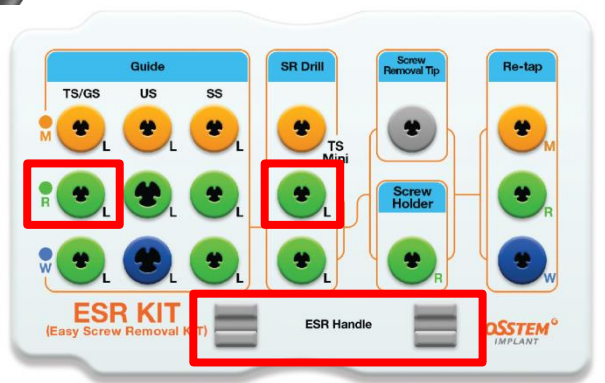 Guide
SR Drill
Screw
Removal Tip
Re-tap
TS/GS US SS
M L L L TS M
Mini
R L L L L Screw R
Holder
W L L L L R W
ESR KIT
(Easy Screw Removal KIT)
ESR Handle
OSSTEM
IMPLANT